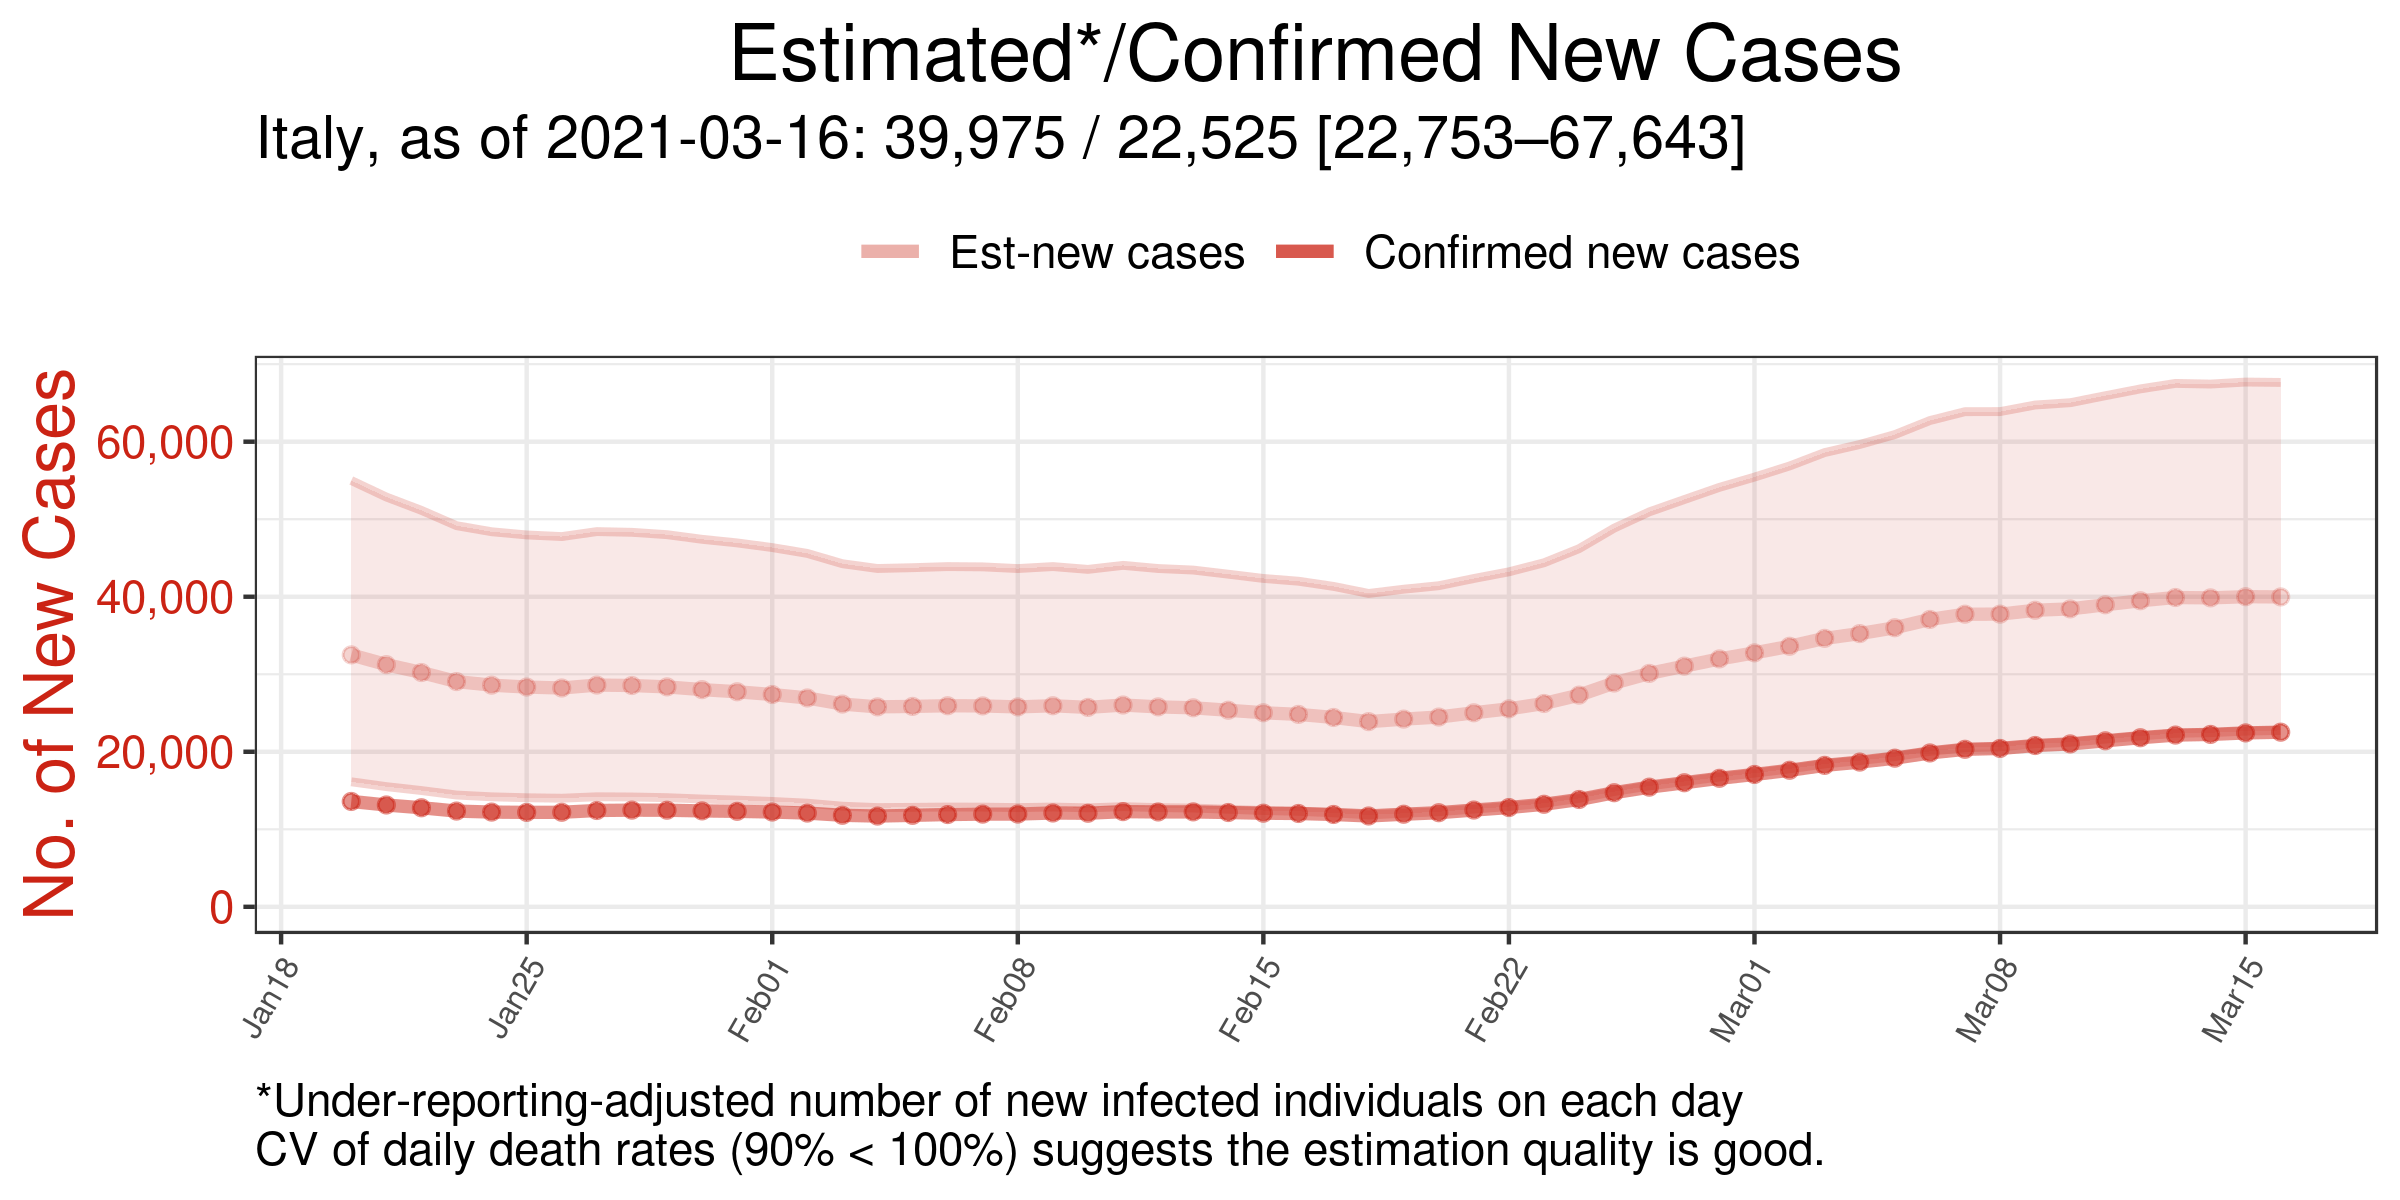 Estimated*/Confirmed New Cases
Italy, as of 2021-03-16: 39,975 / 22,525 [22,753–67,643]
Est-new cases Confirmed new cases
No. of New Cases
60,000
40,000
20,000
0
Jan18 Jan25 Feb01 Feb08 Feb15 Feb22 Mar01 Mar08 Mar15
*Under-reporting-adjusted number of new infected individuals on each day
CV of daily death rates (90% < 100%) suggests the estimation quality is good.